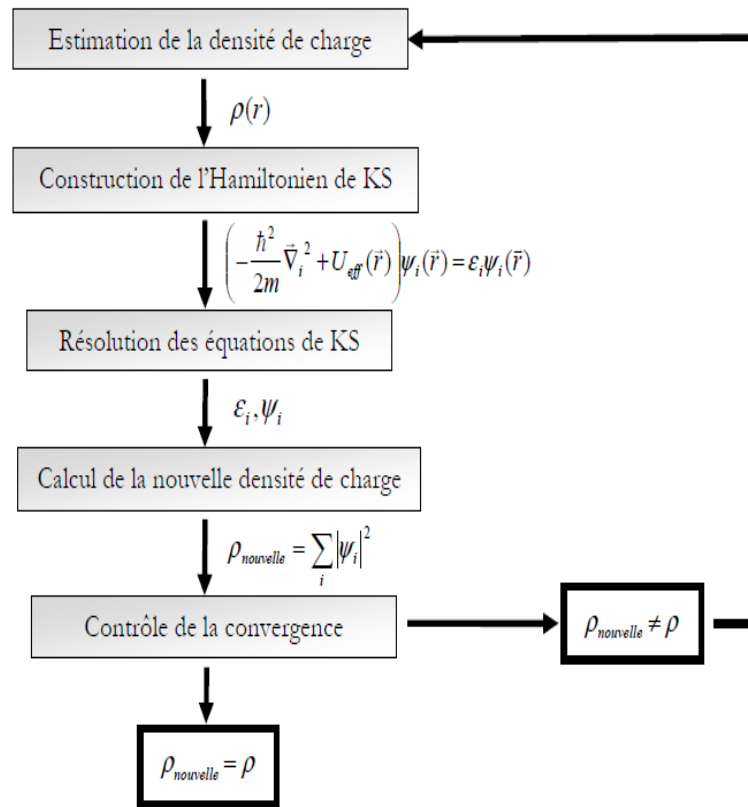 Estimation de la densité de charge
ρ(r)
Construction de l'Hamiltonien de KS
(-ℏ²/2m ∇⃗ᵢ² + U_eff(r⃗))ψᵢ(r⃗) = εᵢψᵢ(r⃗)
Résolution des équations de KS
εᵢ,ψᵢ
Calcul de la nouvelle densité de charge
ρ_nouvelle = ∑ᵢ|ψᵢ|²
Contrôle de la convergence
ρ_nouvelle ≠ ρ
ρ_nouvelle = ρ